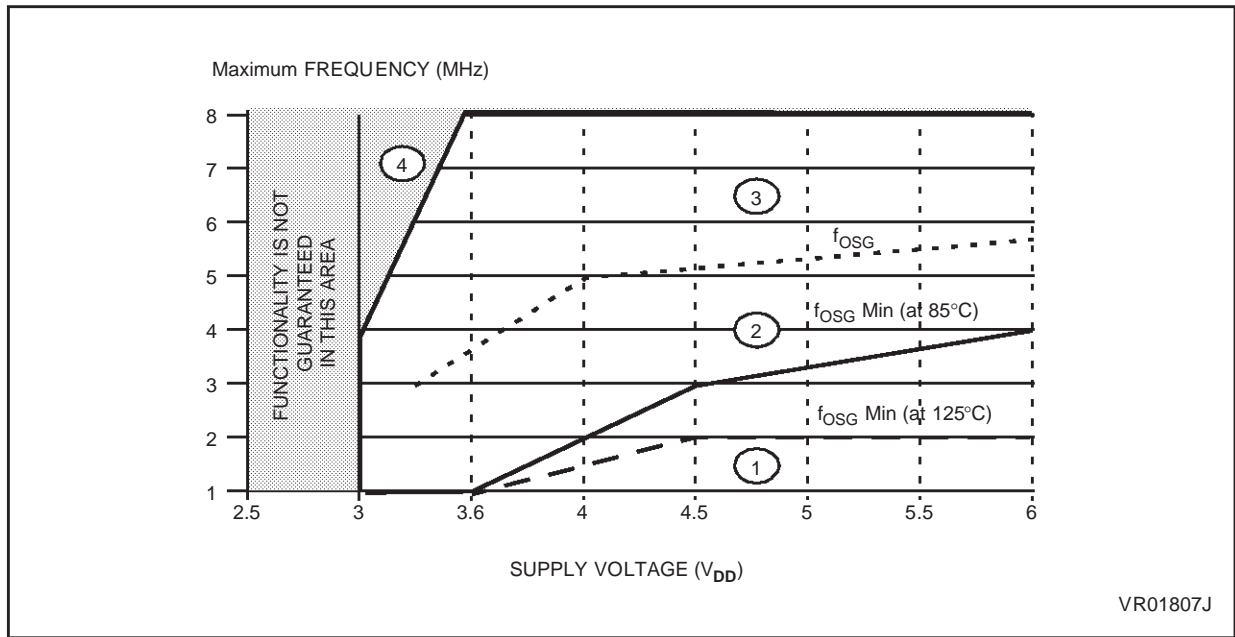 Maximum FREQUENCY (MHz)
8
7
6
5
4
3
2
1
FUNCTIONALITY IS NOT
GUARANTEED
IN THIS AREA
4
3
fOSG
2
fOSG Min (at 85°C)
fOSG Min (at 125°C)
1
2.5 3 3.6 4 4.5 5 5.5 6
SUPPLY VOLTAGE (VDD)
VR01807J